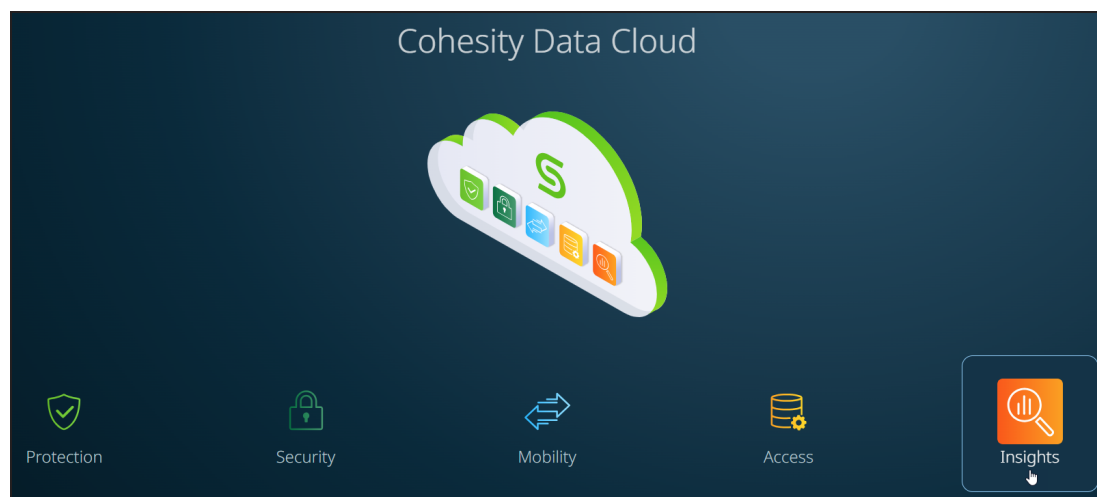 Cohesity Data Cloud
Protection
Security
Mobility
Access
Insights